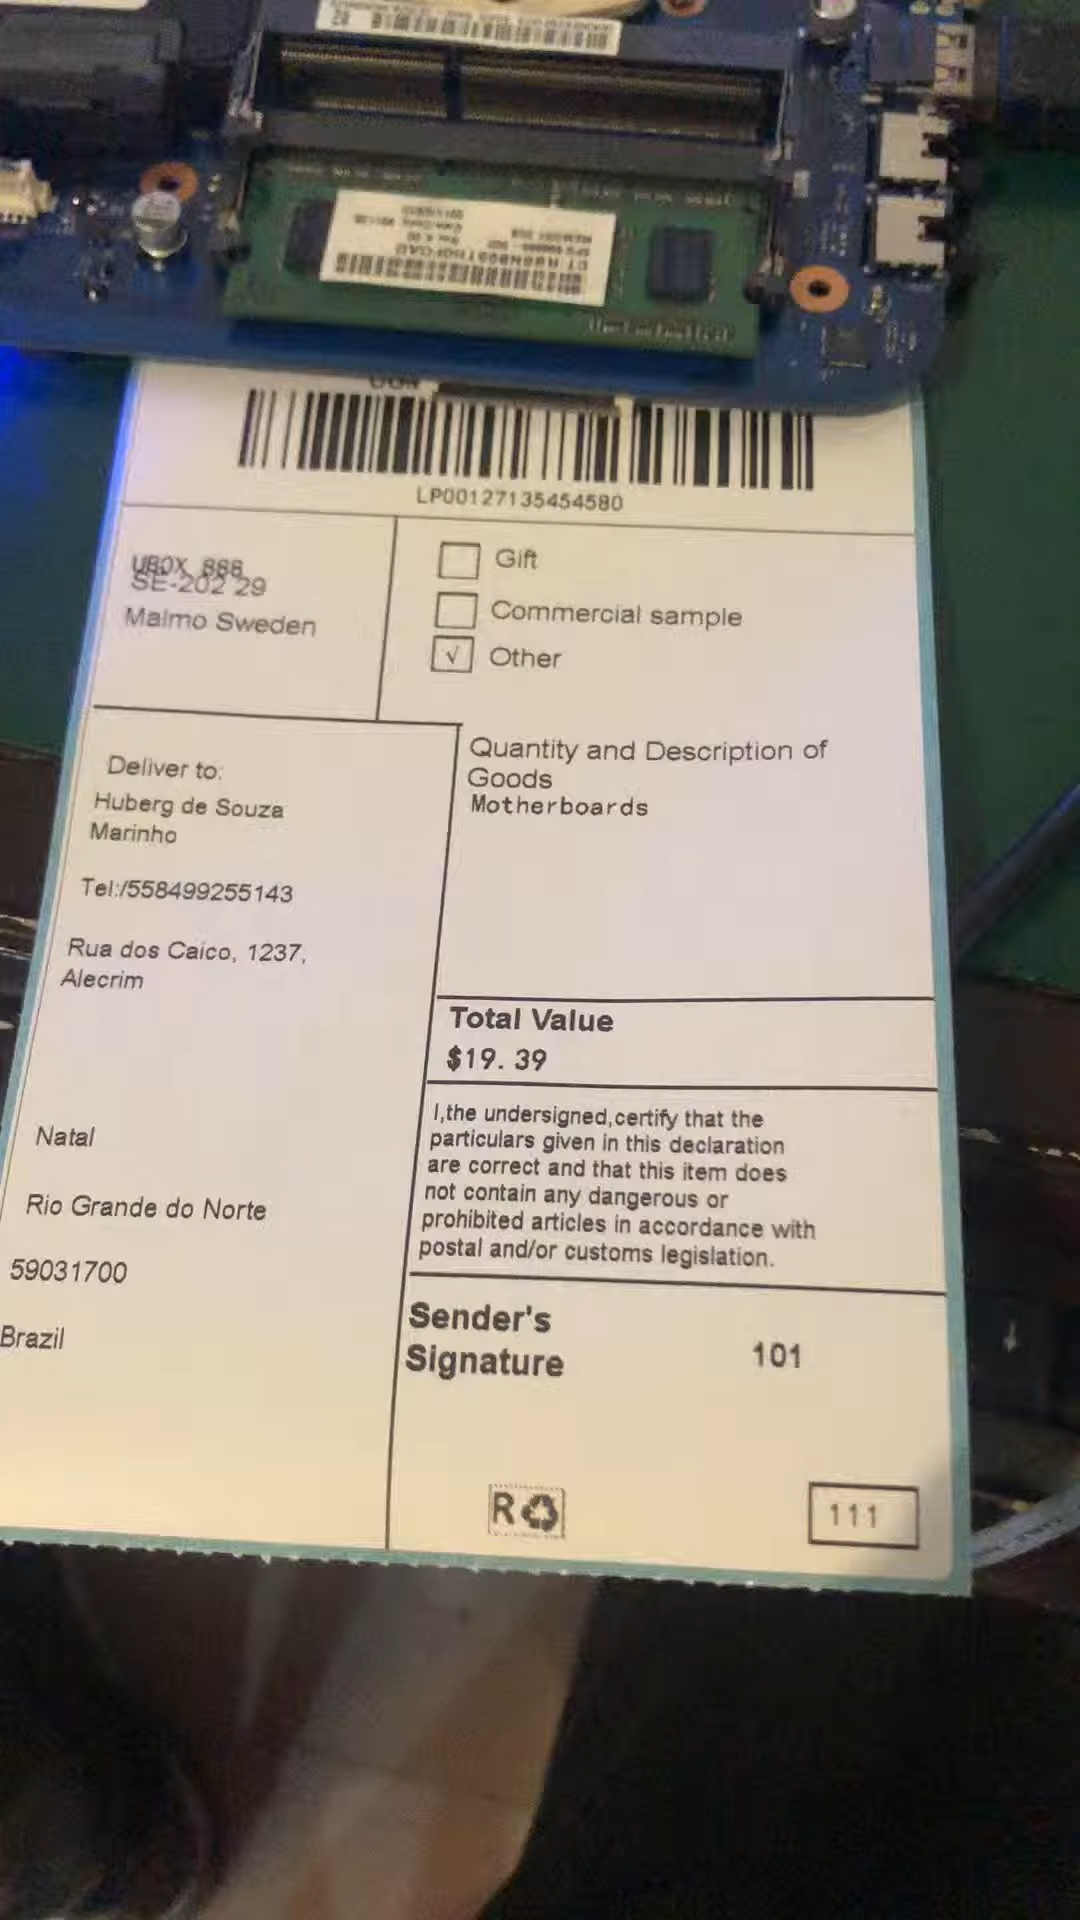 LP00127135454580
UBOX 888
SE-202 29
Malmo Sweden
Gift
Commercial sample
√ Other
Deliver to:
Huberg de Souza
Marinho
Tel:/558499255143
Rua dos Caico, 1237,
Alecrim
Natal
Rio Grande do Norte
59031700
Brazil
Quantity and Description of
Goods
Motherboards
Total Value
$19.39
I,the undersigned,certify that the
particulars given in this declaration
are correct and that this item does
not contain any dangerous or
prohibited articles in accordance with
postal and/or customs legislation.
Sender's
Signature
101
R
111